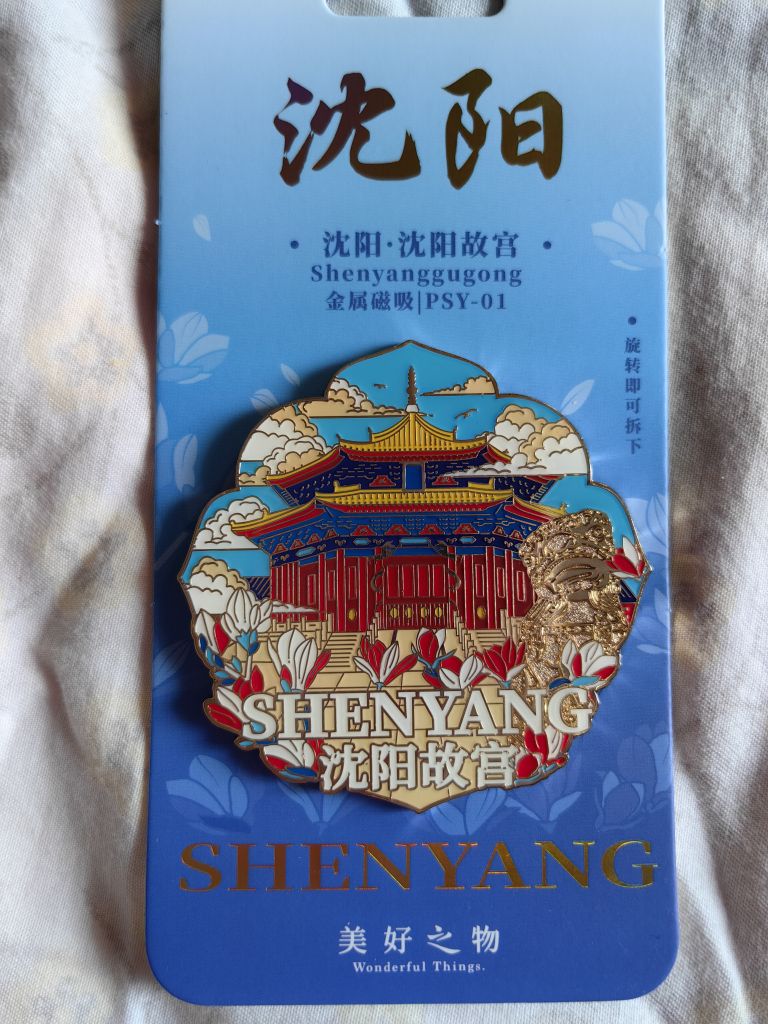 沈阳
• 沈阳·沈阳故宫 •
Shenyanggugong
金属磁吸|PSY-01
• 旋转即可拆下
SHENYANG
沈阳故宫
SHENYANG
美好之物
Wonderful Things.